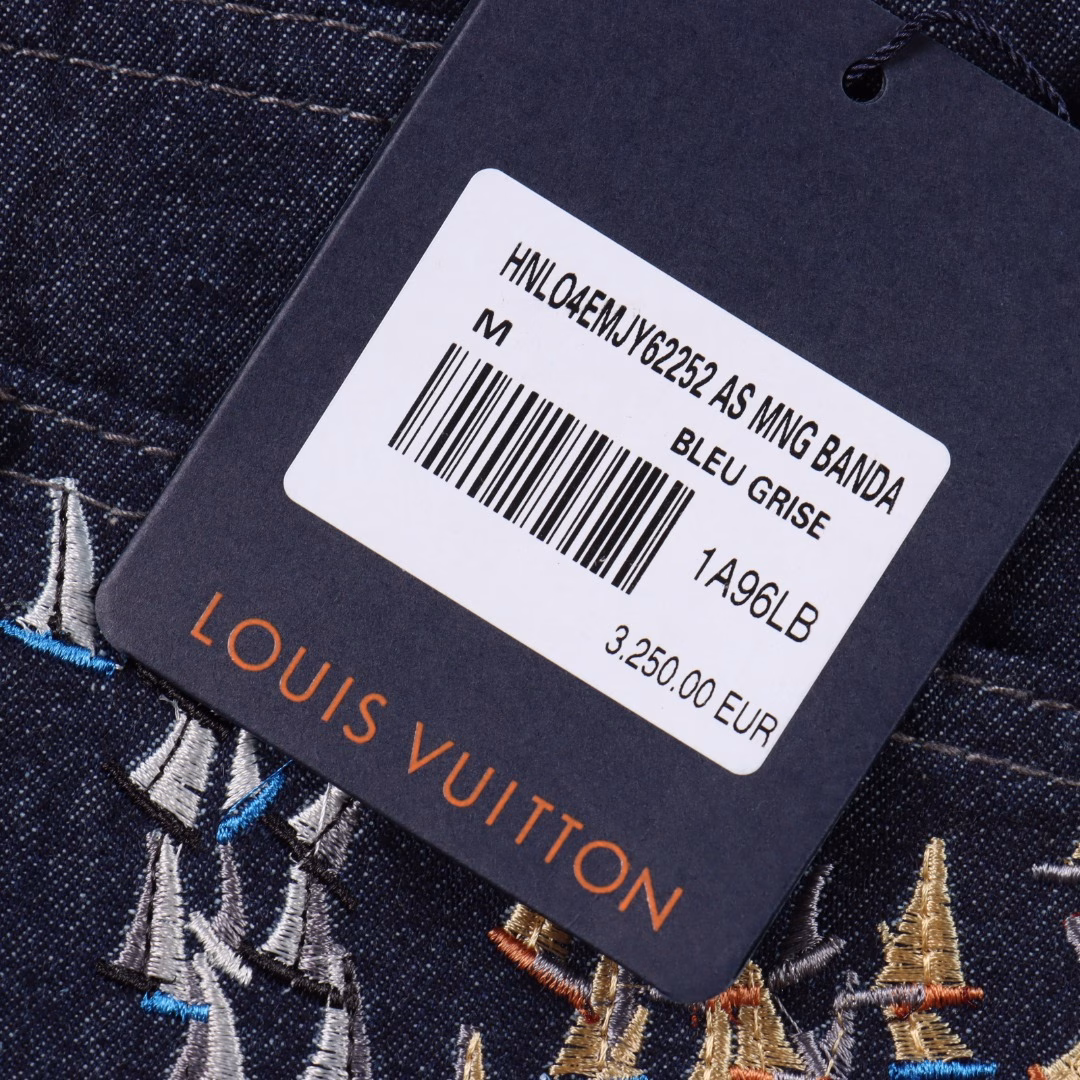 HNLO4EMJY62252 AS MNG BANDA
M
BLEU GRISE
1A96LB
3.250.00 EUR
LOUIS VUITTON